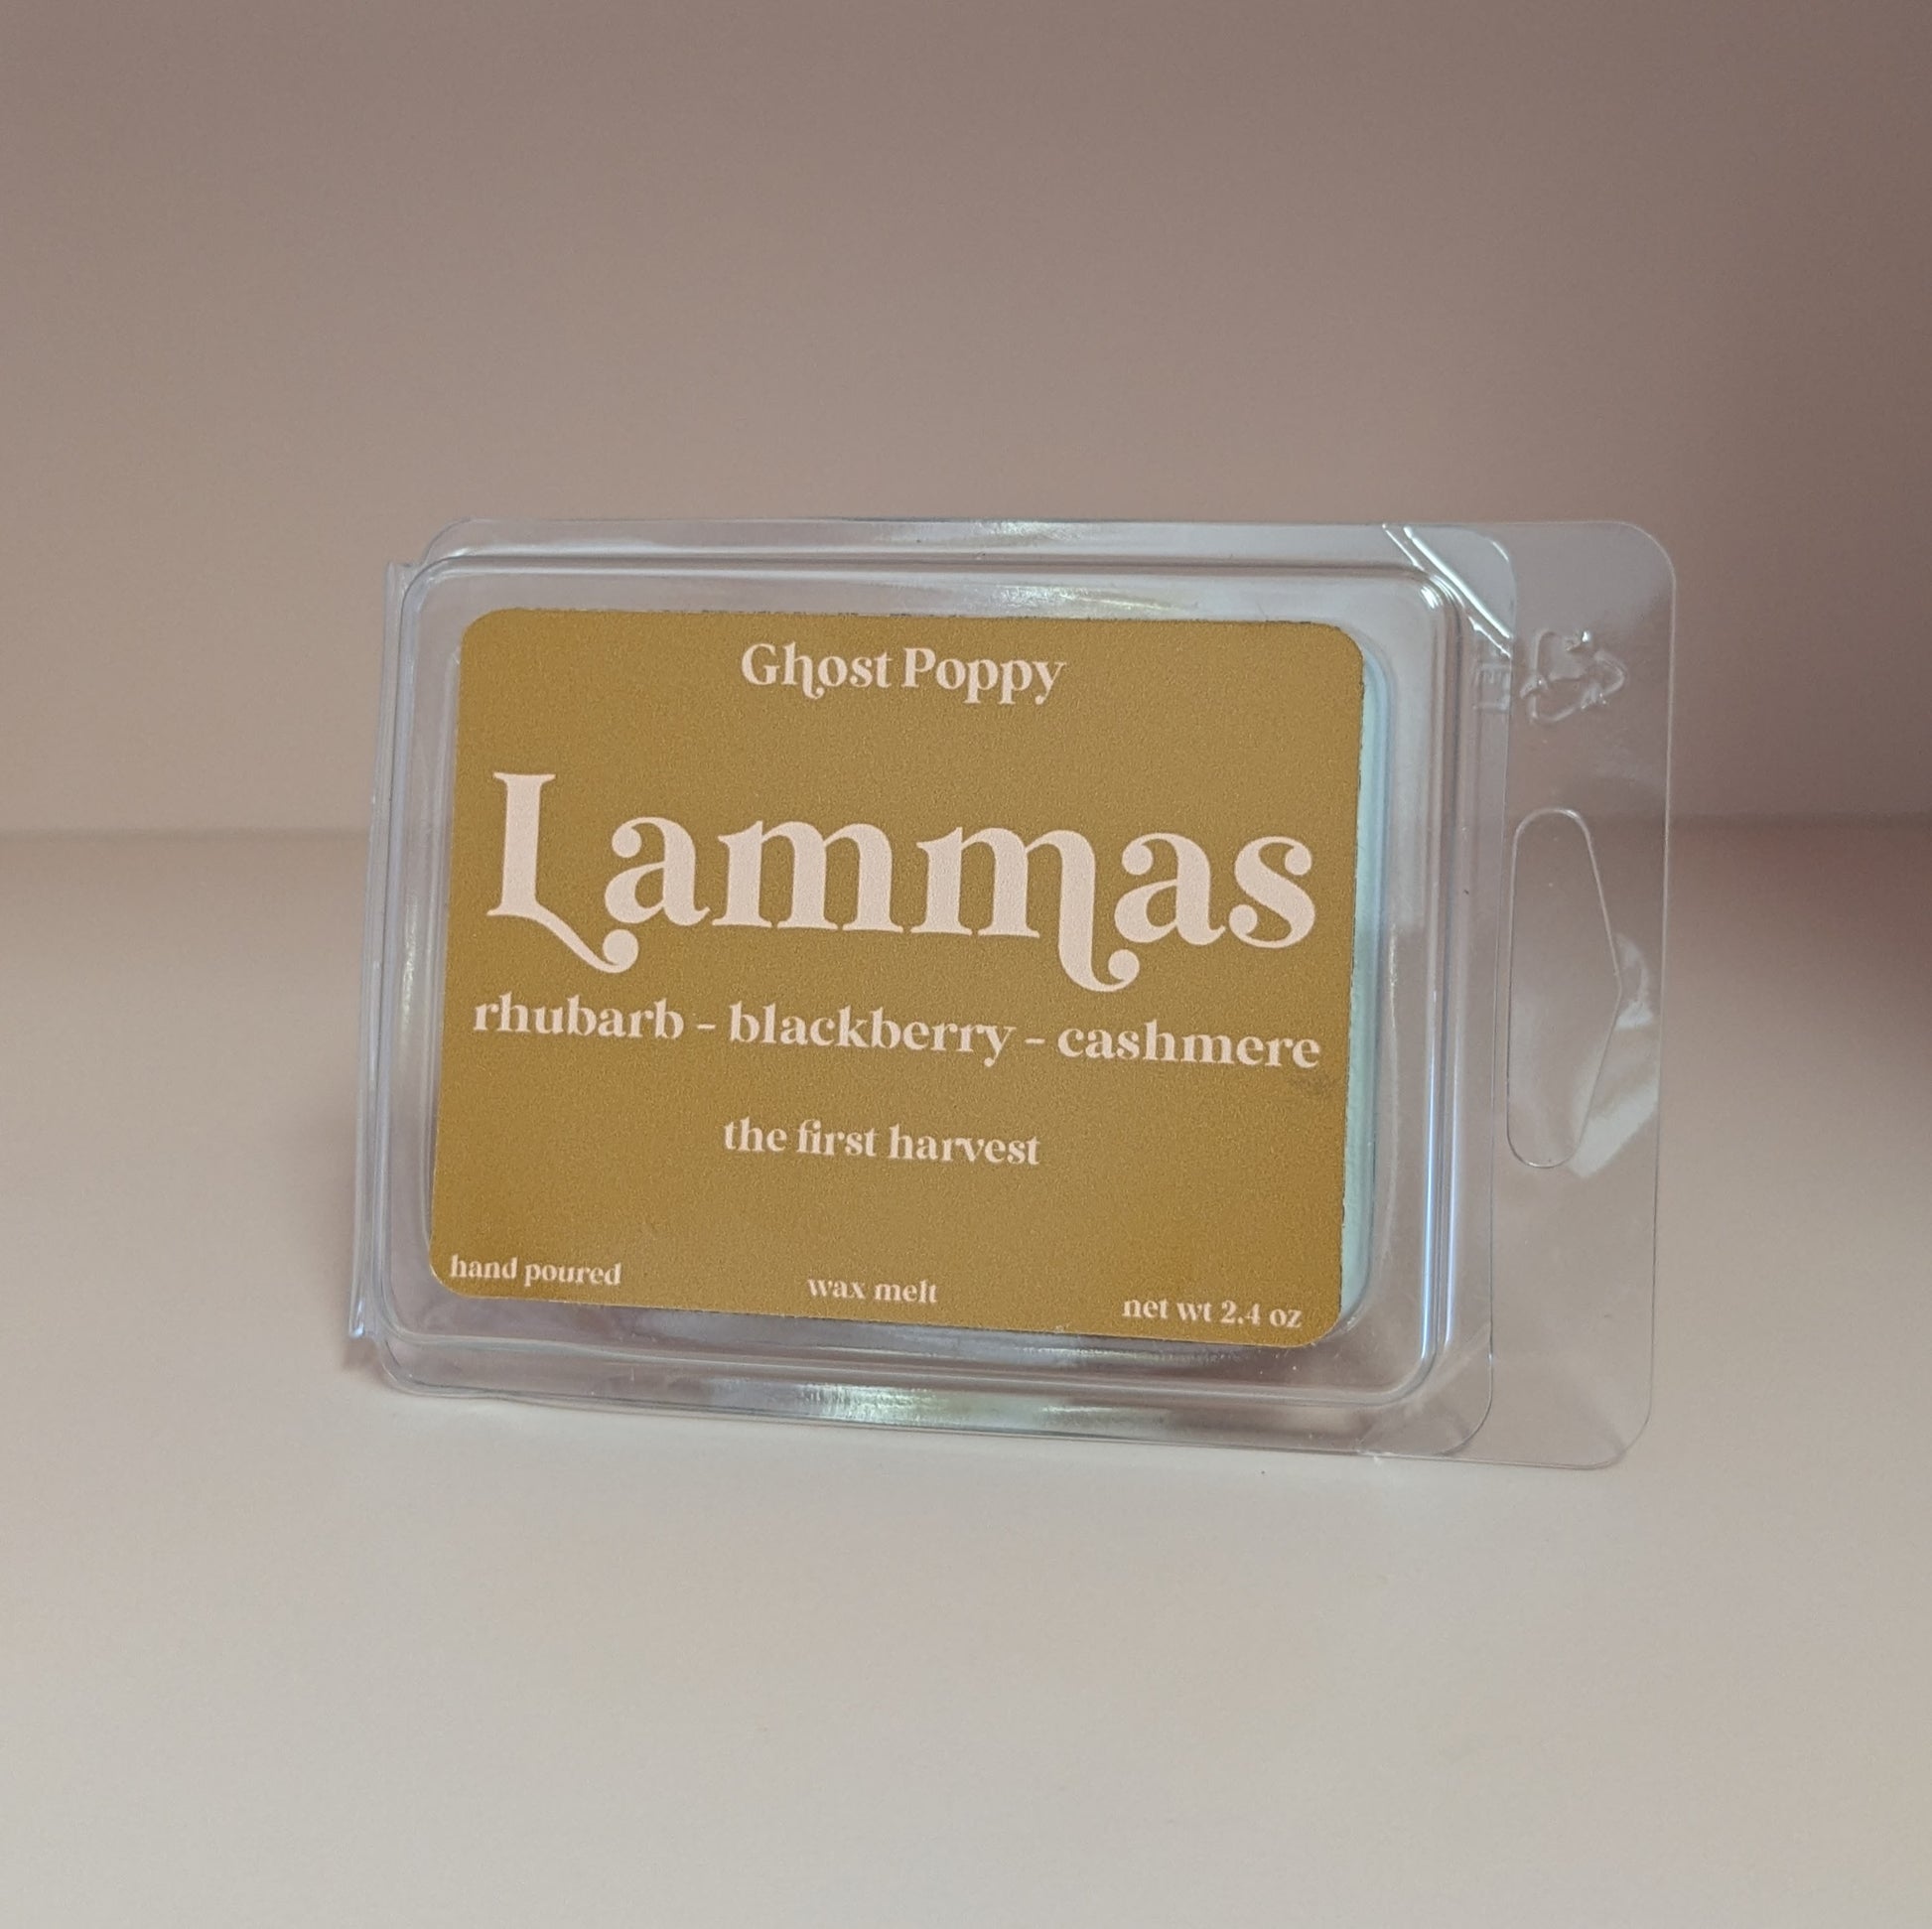 Ghost Poppy
Lammas
rhubarb - blackberry - cashmere
the first harvest
hand poured wax melt net wt 2.4 oz